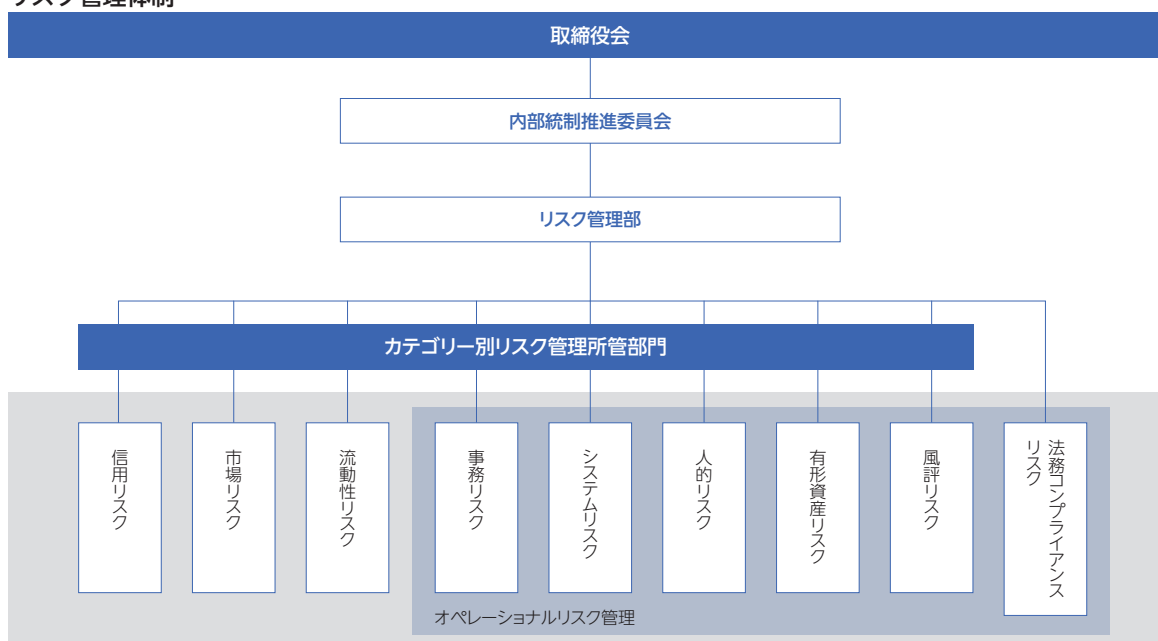 リスク管理体制
取締役会
内部統制推進委員会
リスク管理部
カテゴリー別リスク管理所管部門
信用リスク
市場リスク
流動性リスク
事務リスク
システムリスク
人的リスク
有形資産リスク
風評リスク
法務コンプライアンス
リスク
オペレーショナルリスク管理